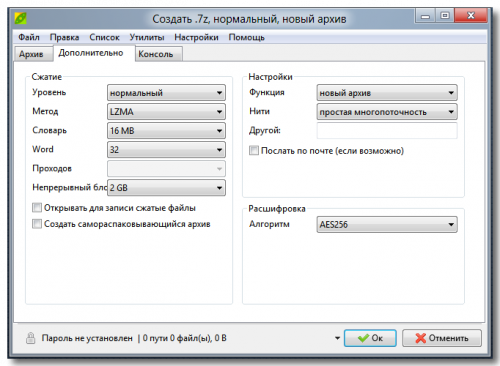 Создать .7z, нормальный, новый архив
Файл Правка Список Утилиты Настройки Помощь
Архив Дополнительно Консоль
Сжатие
Уровень нормальный
Метод LZMA
Словарь 16 MB
Word 32
Проходов
Непрерывный бло 2 GB
Открывать для записи сжатые файлы
Создать самораспаковывающийся архив
Настройки
Функция новый архив
Нити простая многопоточность
Другой:
Послать по почте (если возможно)
Расшифровка
Алгоритм AES256
Пароль не установлен | 0 пути 0 файл(ы), 0 B
Ок Отменить